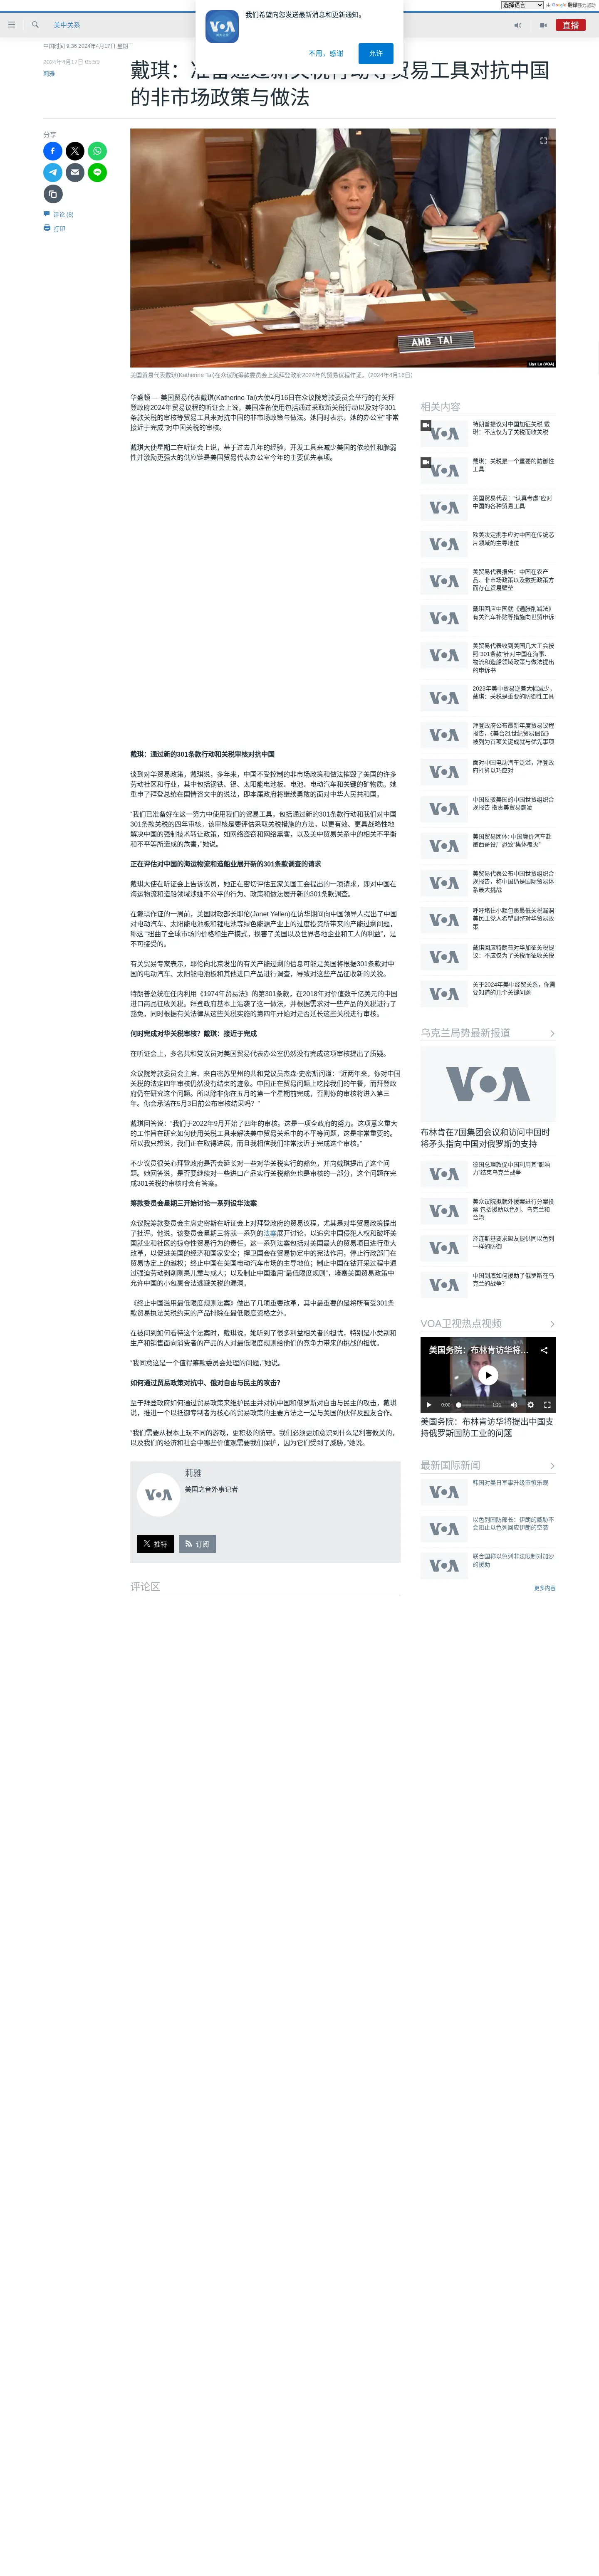 选择语言
由 Google 翻译强力驱动
VOA
我们希望向您发送最新消息和更新通知。
不用，感谢
允许
美中关系
直播
中国时间 9:36 2024年4月17日 星期三
2024年4月17日 05:59
莉雅
对抗中国
的非市场政策与做法
分享
评论 (8)
打印
AMB TAI
Liya Lu (VOA)
美国贸易代表戴琪(Katherine Tai)在众议院筹款委员会上就拜登政府2024年的贸易议程作证。（2024年4月16日）
华盛顿 — 美国贸易代表戴琪(Katherine Tai)大使4月16日在众议院筹款委员会举行的有关拜
登政府2024年贸易议程的听证会上说，美国准备使用包括通过采取新关税行动以及对华301
条款关税的审核等贸易工具来对抗中国的非市场政策与做法。她同时表示，她的办公室“非常
接近于完成”对中国关税的审核。
戴琪大使星期二在听证会上说，基于过去几年的经验，开发工具来减少美国的依赖性和脆弱
性并激励更强大的供应链是美国贸易代表办公室今年的主要优先事项。
戴琪：通过新的301条款行动和关税审核对抗中国
谈到对华贸易政策，戴琪说，多年来，中国不受控制的非市场政策和做法摧毁了美国的许多
劳动社区和行业，其中包括钢铁、铝、太阳能电池板、电池、电动汽车和关键的矿物质。她
重申了拜登总统在国情咨文中的说法，即本届政府将继续勇敢的面对中华人民共和国。
“我们已准备好在这一努力中使用我们的贸易工具，包括通过新的301条款行动和我们对中国
301条款关税的四年审核。该审核是要评估采取关税措施的方法，以更有效、更具战略性地
解决中国的强制技术转让政策，如网络盗窃和网络黑客，以及美中贸易关系中的相关不平衡
和不平等所造成的危害，”她说。
正在评估对中国的海运物流和造船业展开新的301条款调查的请求
戴琪大使在听证会上告诉议员，她正在密切评估五家美国工会提出的一项请求，即对中国在
海运物流和造船等领域涉嫌不公平的行为、政策和做法展开新的301条款调查。
在戴琪作证的一周前，美国财政部长耶伦(Janet Yellen)在访华期间向中国领导人提出了中国
对电动汽车、太阳能电池板和锂电池等绿色能源产业上的过度投资所带来的产能过剩问题，
称这 “扭曲了全球市场的价格和生产模式，损害了美国以及世界各地企业和工人的利益”，是
不可接受的。
有关贸易专家表示，耶伦向北京发出的有关产能过剩的信息可能是美国将根据301条款对中
国的电动汽车、太阳能电池板和其他进口产品进行调查，导致对这些产品征收新的关税。
特朗普总统在任内利用《1974年贸易法》的第301条款，在2018年对价值数千亿美元的中国
进口商品征收关税。拜登政府基本上沿袭了这一做法，并根据需求对一些产品的关税进行了
豁免，同时根据有关法律从这些关税实施的第四年开始对是否延长这些关税进行审核。
何时完成对华关税审核？戴琪：接近于完成
在听证会上，多名共和党议员对美国贸易代表办公室仍然没有完成这项审核提出了质疑。
众议院筹款委员会主席、来自密苏里州的共和党议员杰森·史密斯问道：“近两年来，你对中国
关税的法定四年审核仍然没有结束的迹象。中国正在贸易问题上吃掉我们的午餐，而拜登政
府仍在研究这个问题。所以除非你在五月的第一个星期前完成，否则你的审核将进入第三
年。你会承诺在5月3日前公布审核结果吗？”
戴琪回答说：“我们于2022年9月开始了四年的审核。这是一项全政府的努力。这项意义重大
的工作旨在研究如何使用关税工具来解决我们经济关系中的不平等问题，这是非常重要的。
所以我只想说，我们正在取得进展，而且我相信我们非常接近于完成这个审核。”
不少议员很关心拜登政府是否会延长对一些对华关税实行的豁免，并向戴琪提出了这个问
题。她回答说，是否要继续对一些进口产品实行关税豁免也是审核的一部分，这个问题在完
成301关税的审核时会有答案。
筹款委员会星期三开始讨论一系列设华法案
众议院筹款委员会主席史密斯在听证会上对拜登政府的贸易议程，尤其是对华贸易政策提出
了批评。他说，该委员会星期三将就一系列的法案展开讨论，以追究中国侵犯人权和破坏美
国就业和社区的掠夺性贸易行为的责任。这一系列法案包括对美国最大的贸易项目进行重大
改革，以促进美国的经济和国家安全；捍卫国会在贸易协定中的宪法作用，停止行政部门在
贸易协定上的越权；终止中国在美国电动汽车市场的主导地位；制止中国在钻开采过程中通
过强迫劳动剥削刚果儿童与成人；以及制止中国滥用“最低限度规则”，堵塞美国贸易政策中
允许中国的小包裹合法逃避关税的漏洞。
《终止中国滥用最低限度规则法案》做出了几项重要改革，其中最重要的是将所有受301条
款贸易执法关税约束的产品排除在最低限度资格之外。
在被问到如何看待这个法案时，戴琪说，她听到了很多利益相关者的担忧，特别是小类别和
生产和销售面向消费者的产品的人对最低限度规则给他们的竞争力带来的挑战的担忧。
“我同意这是一个值得筹款委员会处理的问题，”她说。
如何通过贸易政策对抗中、俄对自由与民主的攻击？
至于拜登政府如何通过贸易政策来维护民主并对抗中国和俄罗斯对自由与民主的攻击，戴琪
说，推进一个以抵御专制者为核心的贸易政策的主要方法之一是与美国的伙伴及盟友合作。
“我们需要从根本上玩不同的游戏，更积极的防守。我们必须更加意识到什么是利害攸关的，
以及我们的经济和社会中哪些价值观需要我们保护，因为它们受到了威胁，”她说。
VOA
莉雅
美国之音外事记者
推特
订阅
评论区
相关内容
特朗普提议对中国加征关税 戴
琪：不应仅为了关税而收关税
戴琪：关税是一个重要的防御性
工具
美国贸易代表：“认真考虑”应对
中国的各种贸易工具
欧美决定携手应对中国在传统芯
片领域的主导地位
美贸易代表报告：中国在农产
品、非市场政策以及数据政策方
面存在贸易壁垒
戴琪回应中国就《通胀削减法》
有关汽车补贴等措施向世贸申诉
美贸易代表收到美国几大工会按
照“301条款”针对中国在海事、
物流和造船领域政策与做法提出
的申诉书
2023年美中贸易逆差大幅减少，
戴琪：关税是重要的防御性工具
拜登政府公布最新年度贸易议程
报告，《美台21世纪贸易倡议》
被列为首项关键成就与优先事项
面对中国电动汽车泛滥，拜登政
府打算以巧应对
中国反驳美国的中国世贸组织合
规报告 指责美贸易霸凌
美国贸易团体: 中国廉价汽车赴
墨西哥设厂恐致“集体覆灭”
美贸易代表公布中国世贸组织合
规报告，称中国仍是国际贸易体
系最大挑战
呼吁堵住小额包裹最低关税漏洞
美民主党人希望调整对华贸易政
策
戴琪回应特朗普对华加征关税提
议：不应仅为了关税而征收关税
关于2024年美中经贸关系，你需
要知道的几个关键问题
乌克兰局势最新报道
VOA
布林肯在7国集团会议和访问中国时
将矛头指向中国对俄罗斯的支持
德国总理敦促中国利用其“影响
力”结束乌克兰战争
美众议院拟就外援案进行分案投
票 包括援助以色列、乌克兰和
台湾
泽连斯基要求盟友提供同以色列
一样的防御
中国到底如何援助了俄罗斯在乌
克兰的战争？
VOA卫视热点视频
美国务院：布林肯访华将...
0:00
1:21
美国务院：布林肯访华将提出中国支
持俄罗斯国防工业的问题
最新国际新闻
韩国对美日军事升级审慎乐观
以色列国防部长：伊朗的威胁不
会阻止以色列回应伊朗的空袭
联合国称以色列非法限制对加沙
的援助
更多内容